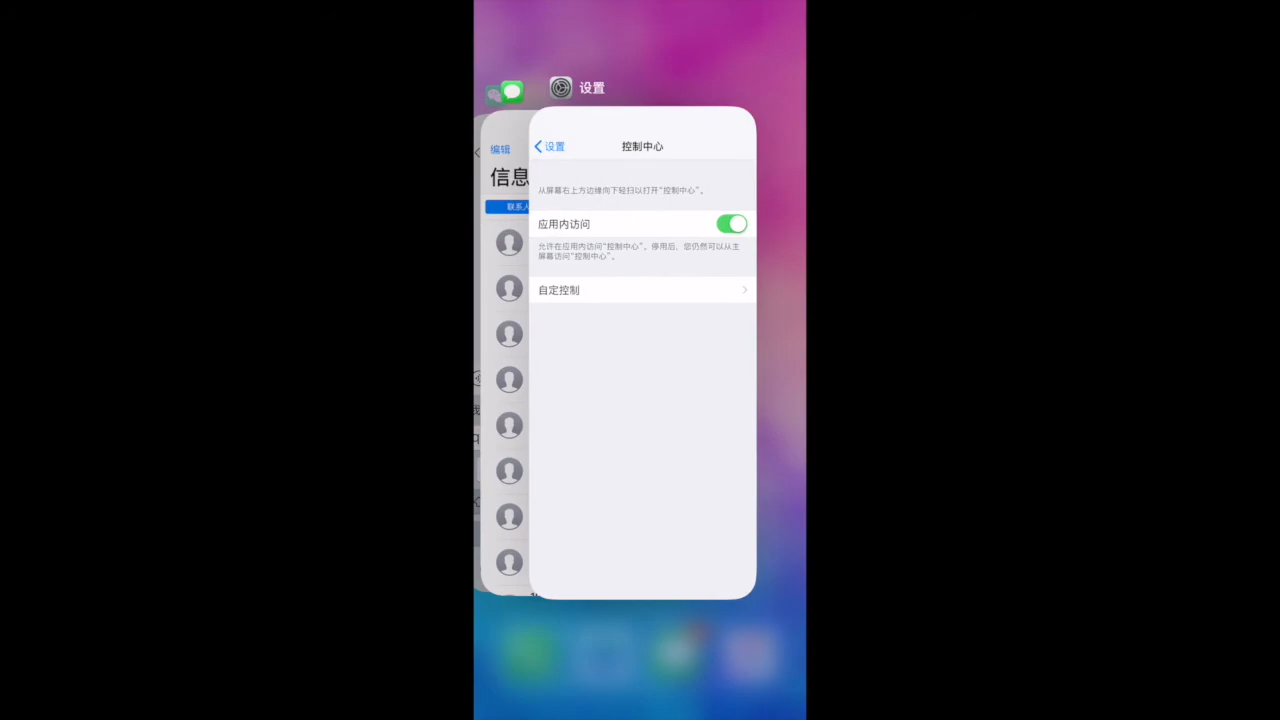 设置
编辑
设置
控制中心
信息
从屏幕右上方边缘向下轻扫以打开“控制中心”。
联系人
应用内访问
允许在应用内访问“控制中心”。停用后，您仍然可以从主
屏幕访问“控制中心”。
自定控制